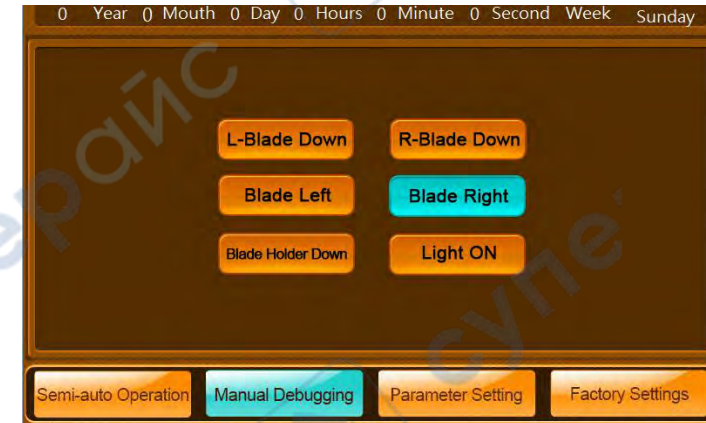 0 Year 0 Mouth 0 Day 0 Hours 0 Minute 0 Second Week Sunday
L-Blade Down R-Blade Down
Blade Left Blade Right
Blade Holder Down Light ON
Semi-auto Operation Manual Debugging Parameter Setting Factory Settings